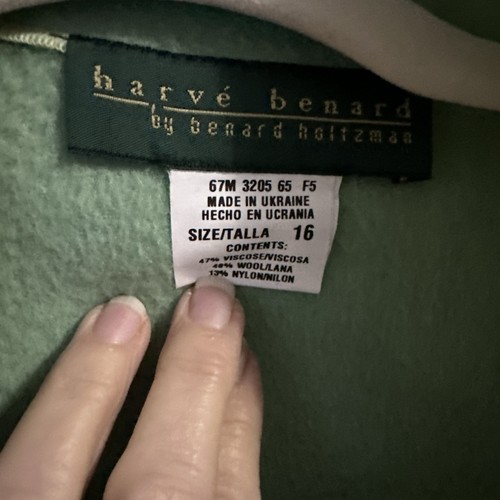 harvé benard
by benard holtzman
67M 3205 65 F5
MADE IN UKRAINE
HECHO EN UCRANIA
SIZE/TALLA 16
CONTENTS:
47% VISCOSE/VISCOSA
40% WOOL/LANA
13% NYLON/NILON